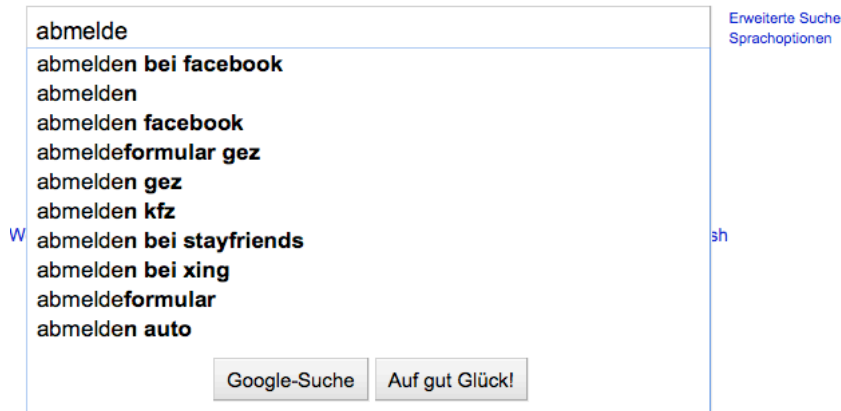 abmelde
Erweiterte Suche
Sprachoptionen
abmelden bei facebook
abmelden
abmelden facebook
abmeldeformular gez
abmelden gez
abmelden kfz
W
abmelden bei stayfriends
sh
abmelden bei xing
abmeldeformular
abmelden auto
Google-Suche
Auf gut Glück!